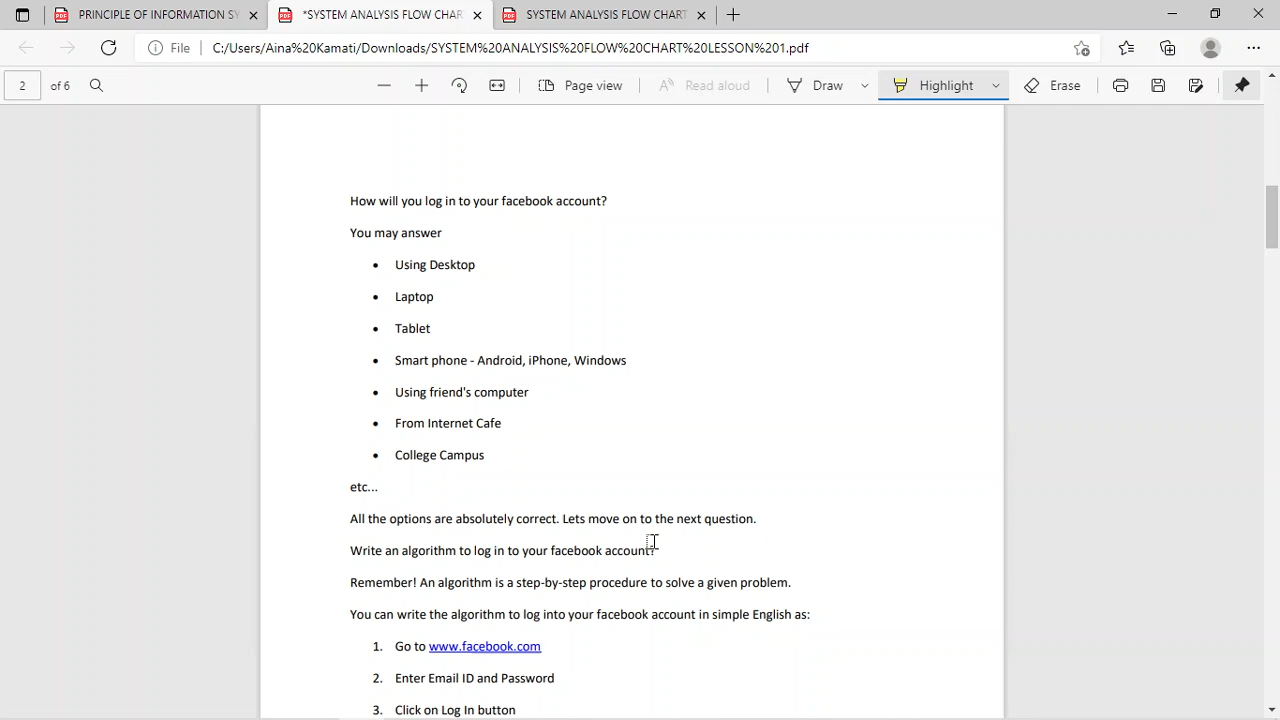 PRINCIPLE OF INFORMATION SY
*SYSTEM ANALYSIS FLOW CHAR
SYSTEM ANALYSIS FLOW CHART
File
C:/Users/Aina%20Kamati/Downloads/SYSTEM%20ANALYSIS%20FLOW%20CHART%20LESSON%201.pdf
2 of 6
Page view
Read aloud
Draw
Highlight
Erase
How will you log in to your facebook account?
You may answer
• Using Desktop
• Laptop
• Tablet
• Smart phone - Android, iPhone, Windows
• Using friend's computer
• From Internet Cafe
• College Campus
etc...
All the options are absolutely correct. Lets move on to the next question.
Write an algorithm to log in to your facebook account?
Remember! An algorithm is a step-by-step procedure to solve a given problem.
You can write the algorithm to log into your facebook account in simple English as:
1. Go to www.facebook.com
2. Enter Email ID and Password
3. Click on Log In button